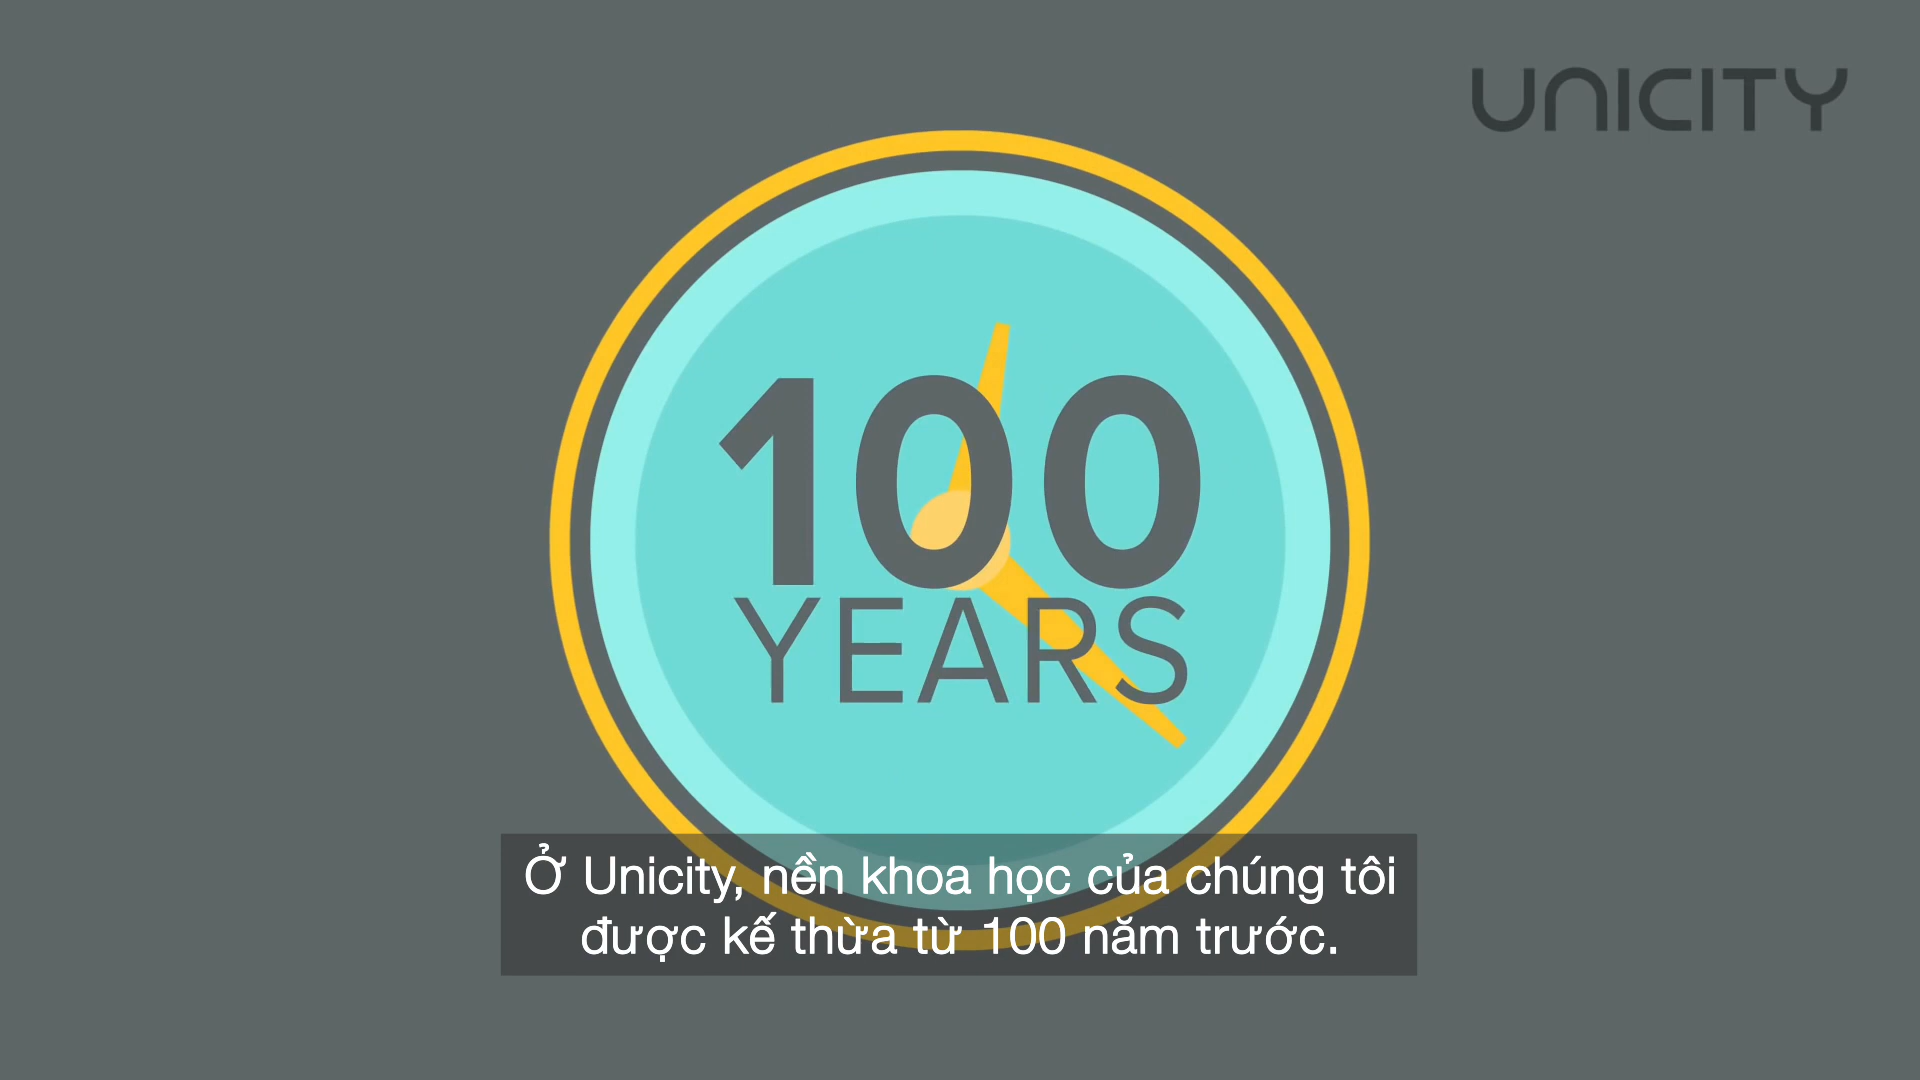 UNICITY
100
YEARS
Ở Unicity, nền khoa học của chúng tôi
được kế thừa từ 100 năm trước.